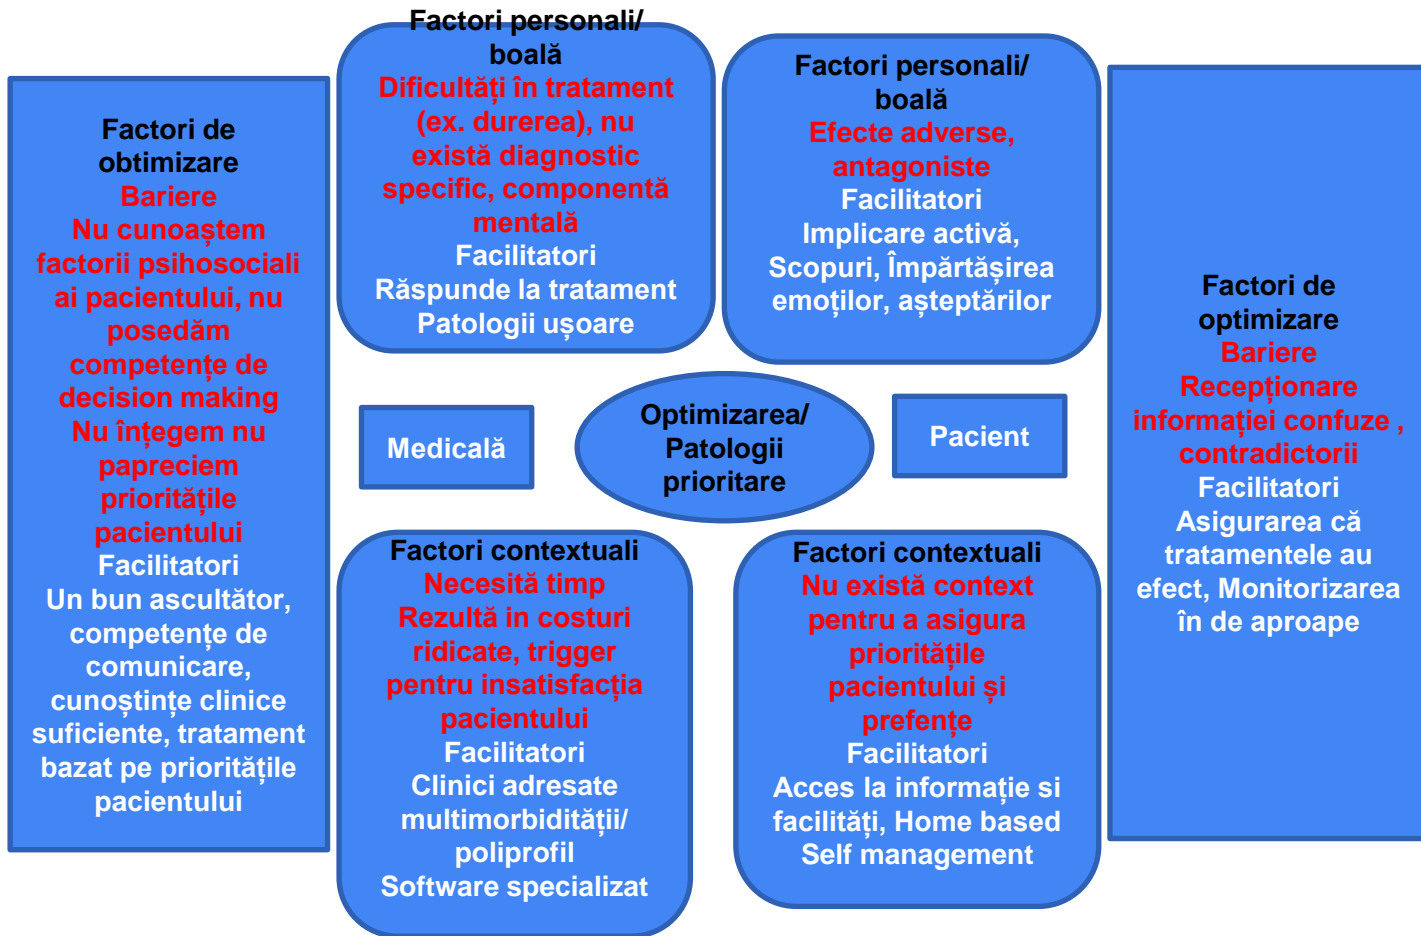 Factori de
obtimizare
Bariere
Nu cunoaștem
factorii psihosociali
ai pacientului, nu
posedăm
competențe de
decision making
Nu înțegem nu
papreciem
prioritățile
pacientului
Facilitatori
Un bun ascultător,
competențe de
comunicare,
cunoștințe clinice
suficiente, tratament
bazat pe prioritățile
pacientului
Factori personali/
boală
Dificultăți în tratament
(ex. durerea), nu
există diagnostic
specific, componentă
mentală
Facilitatori
Răspunde la tratament
Patologii ușoare
Factori personali/
boală
Efecte adverse,
antagoniste
Facilitatori
Implicare activă,
Scopuri, Împărtășirea
emoților, așteptărilor
Medicală
Optimizarea/
Patologii
prioritare
Pacient
Factori contextuali
Necesită timp
Rezultă in costuri
ridicate, trigger
pentru insatisfacția
pacientului
Facilitatori
Clinici adresate
multimorbidității/
poliprofil
Software specializat
Factori contextuali
Nu există context
pentru a asigura
prioritățile
pacientului și
prefențe
Facilitatori
Acces la informație si
facilități, Home based
Self management
Factori de
optimizare
Bariere
Recepționare
informației confuze ,
contradictorii
Facilitatori
Asigurarea că
tratamentele au
efect, Monitorizarea
în de aproape